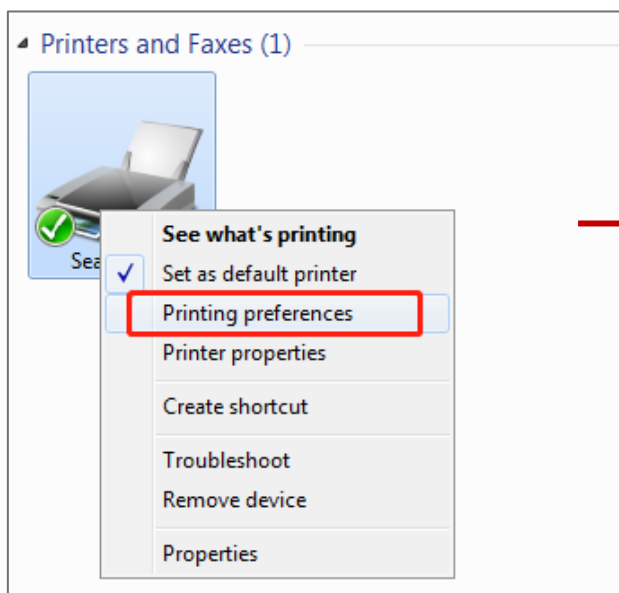 Printers and Faxes (1)
See what's printing
Sea
Set as default printer
Printing preferences
Printer properties
Create shortcut
Troubleshoot
Remove device
Properties